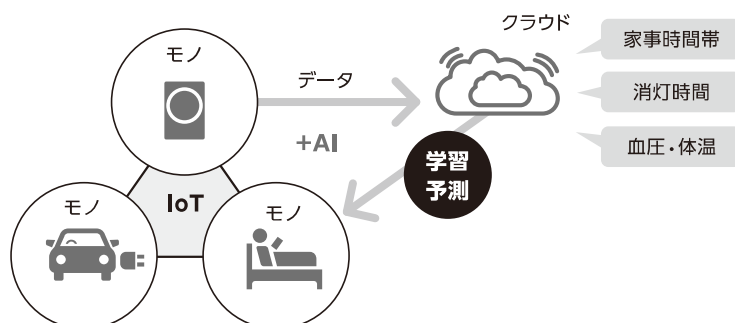 クラウド
家事時間帯
モノ
データ
消灯時間
+AI
血圧・体温
学習
予測
IoT
モノ
モノ